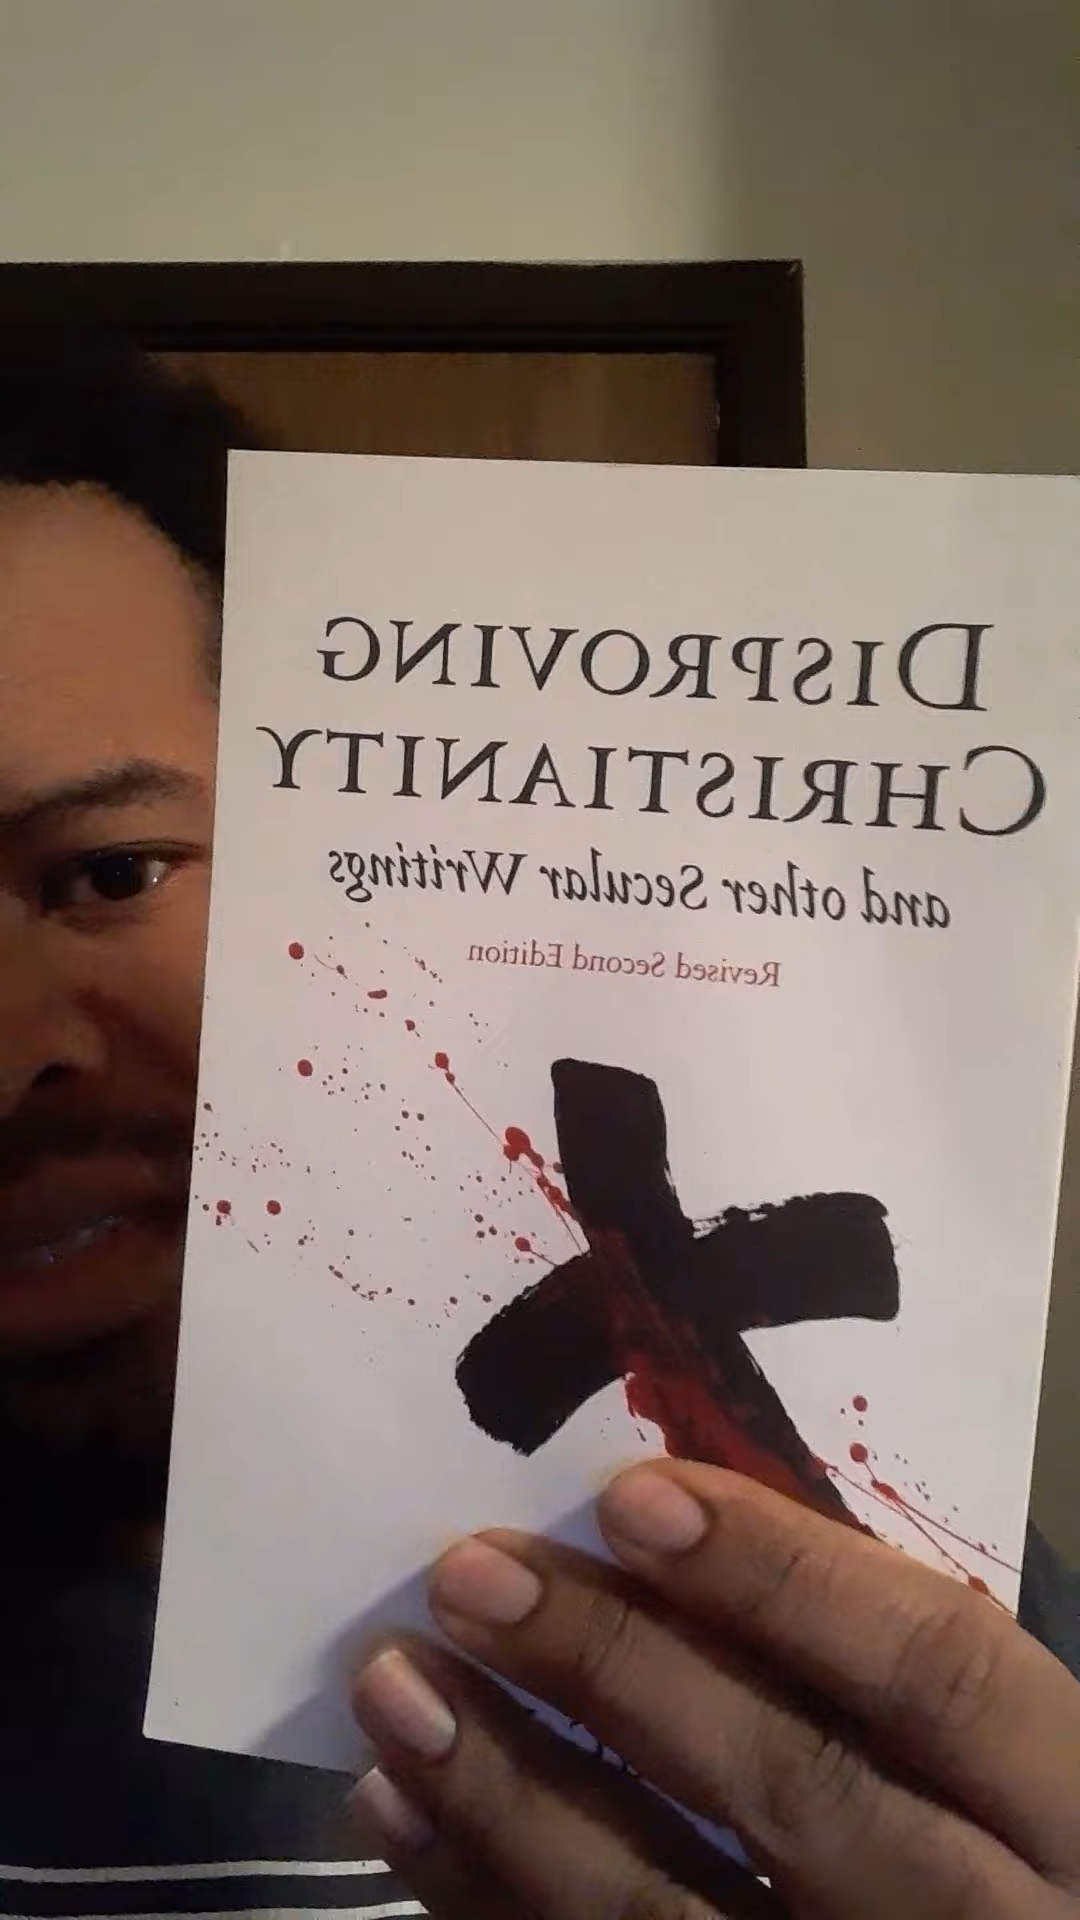 DISPROVING
CHRISTIANITY
and other Secular Writings
Revised Second Edition